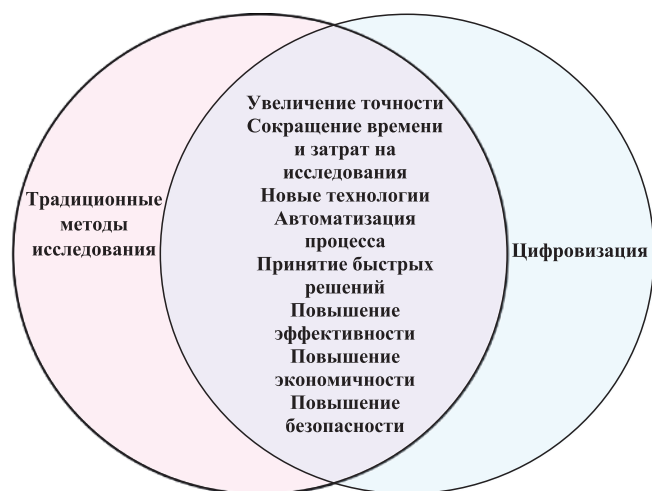 Традиционные
методы
исследования
Увеличение точности
Сокращение времени
и затрат на
исследования
Новые технологии
Автоматизация
процесса
Принятие быстрых
решений
Повышение
эффективности
Повышение
экономичности
Повышение
безопасности
Цифровизация